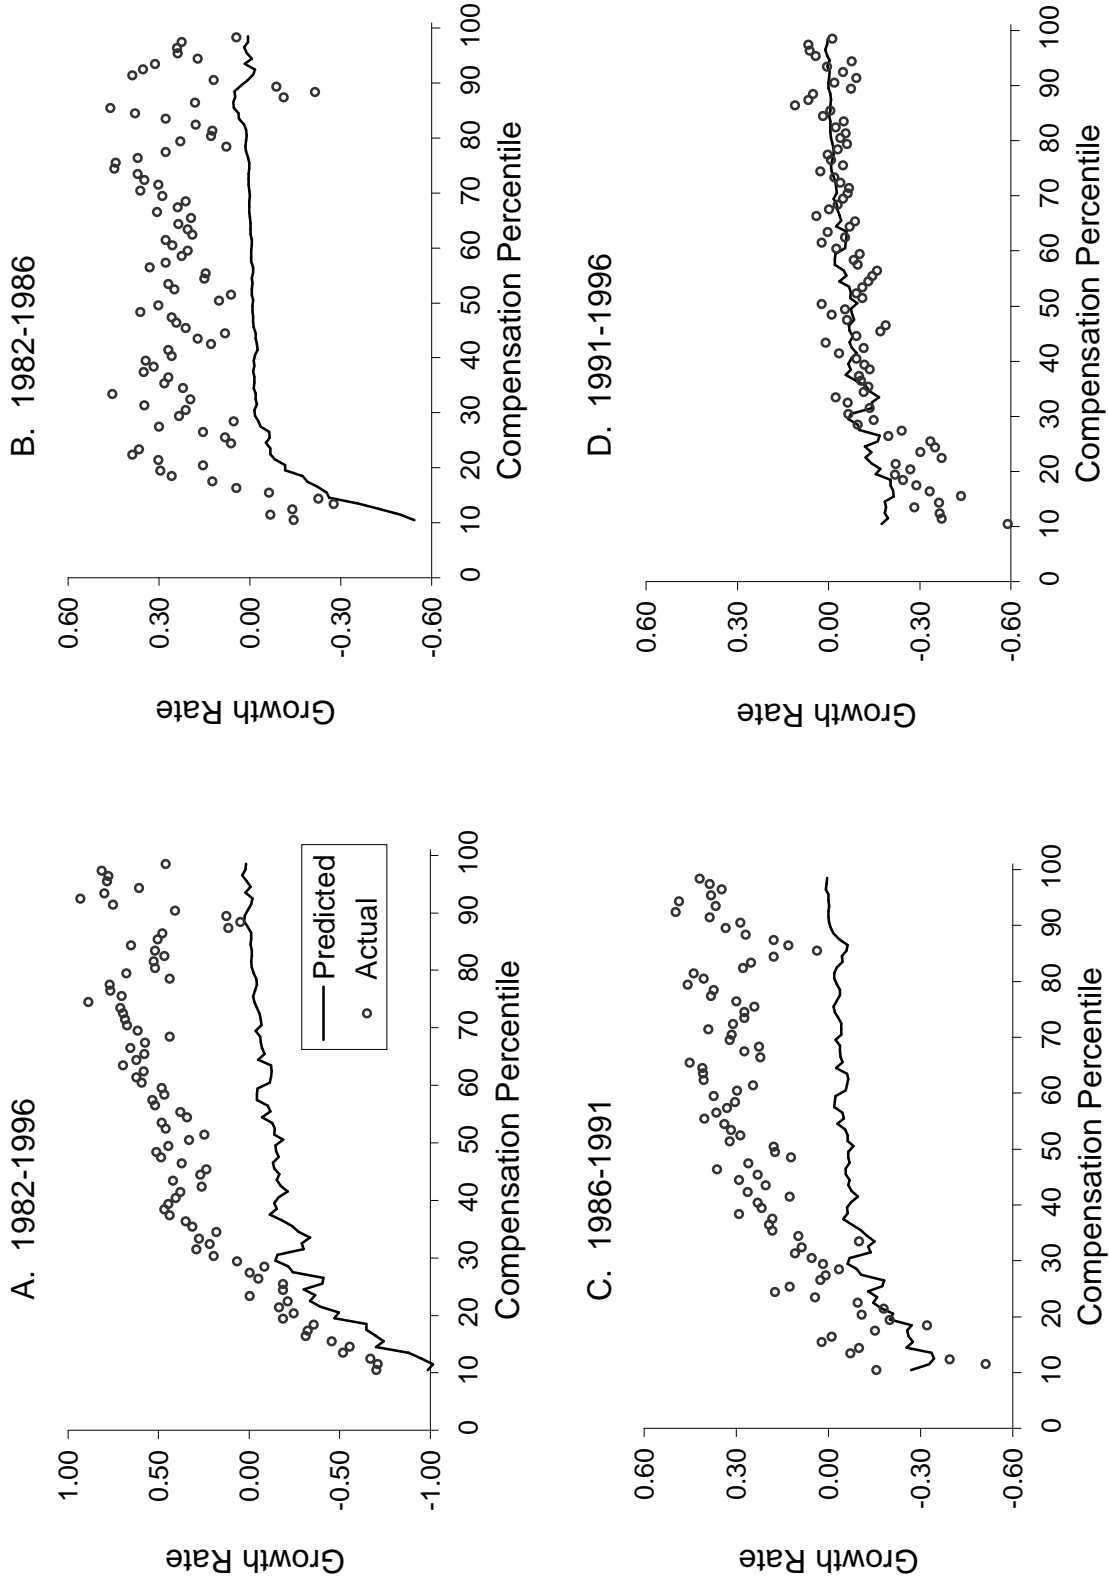 A. 1982-1996
Growth Rate
1.00
0.50
0.00
-0.50
-1.00
0 10 20 30 40 50 60 70 80 90 100
Compensation Percentile
Predicted
Actual
B. 1982-1986
Growth Rate
0.60
0.30
0.00
-0.30
-0.60
0 10 20 30 40 50 60 70 80 90 100
Compensation Percentile
C. 1986-1991
Growth Rate
0.60
0.30
0.00
-0.30
-0.60
0 10 20 30 40 50 60 70 80 90 100
Compensation Percentile
D. 1991-1996
Growth Rate
0.60
0.30
0.00
-0.30
-0.60
0 10 20 30 40 50 60 70 80 90 100
Compensation Percentile